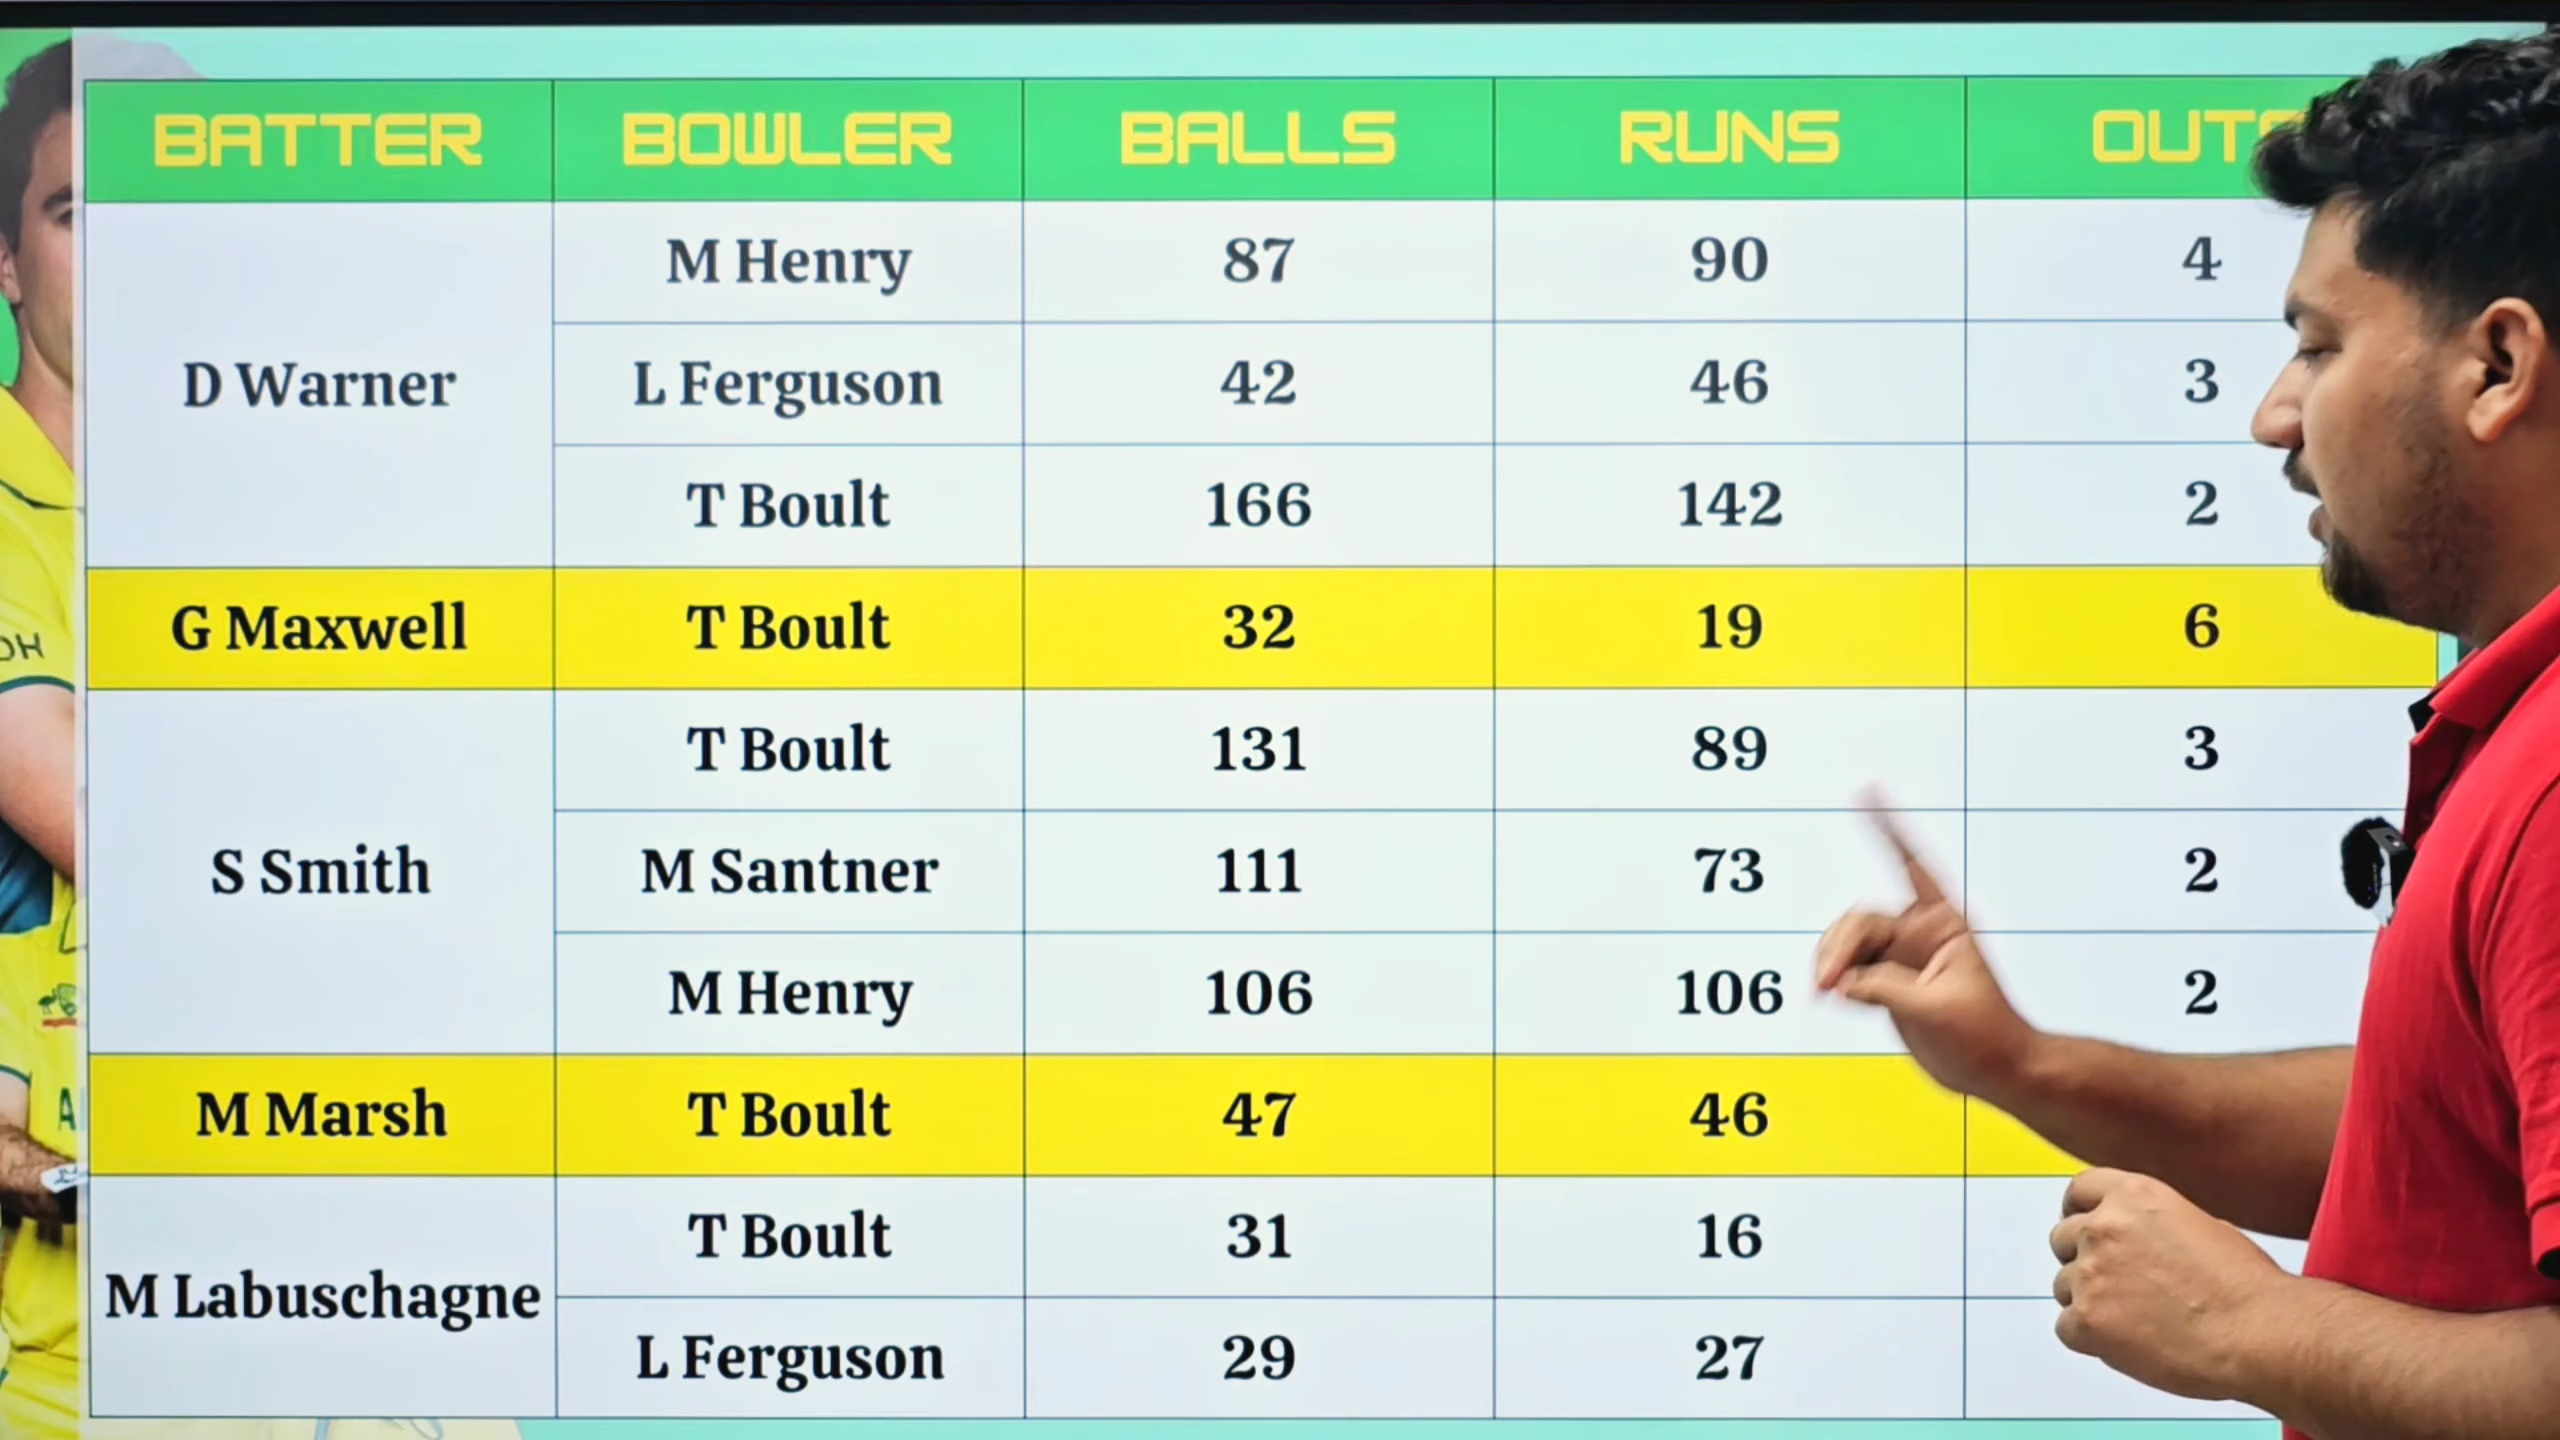 BATTER BOWLER BALLS RUNS OUTS
D Warner M Henry 87 90 4
L Ferguson 42 46 3
T Boult 166 142 2
G Maxwell T Boult 32 19 6
S Smith T Boult 131 89 3
M Santner 111 73 2
M Henry 106 106 2
M Marsh T Boult 47 46
M Labuschagne T Boult 31 16
L Ferguson 29 27